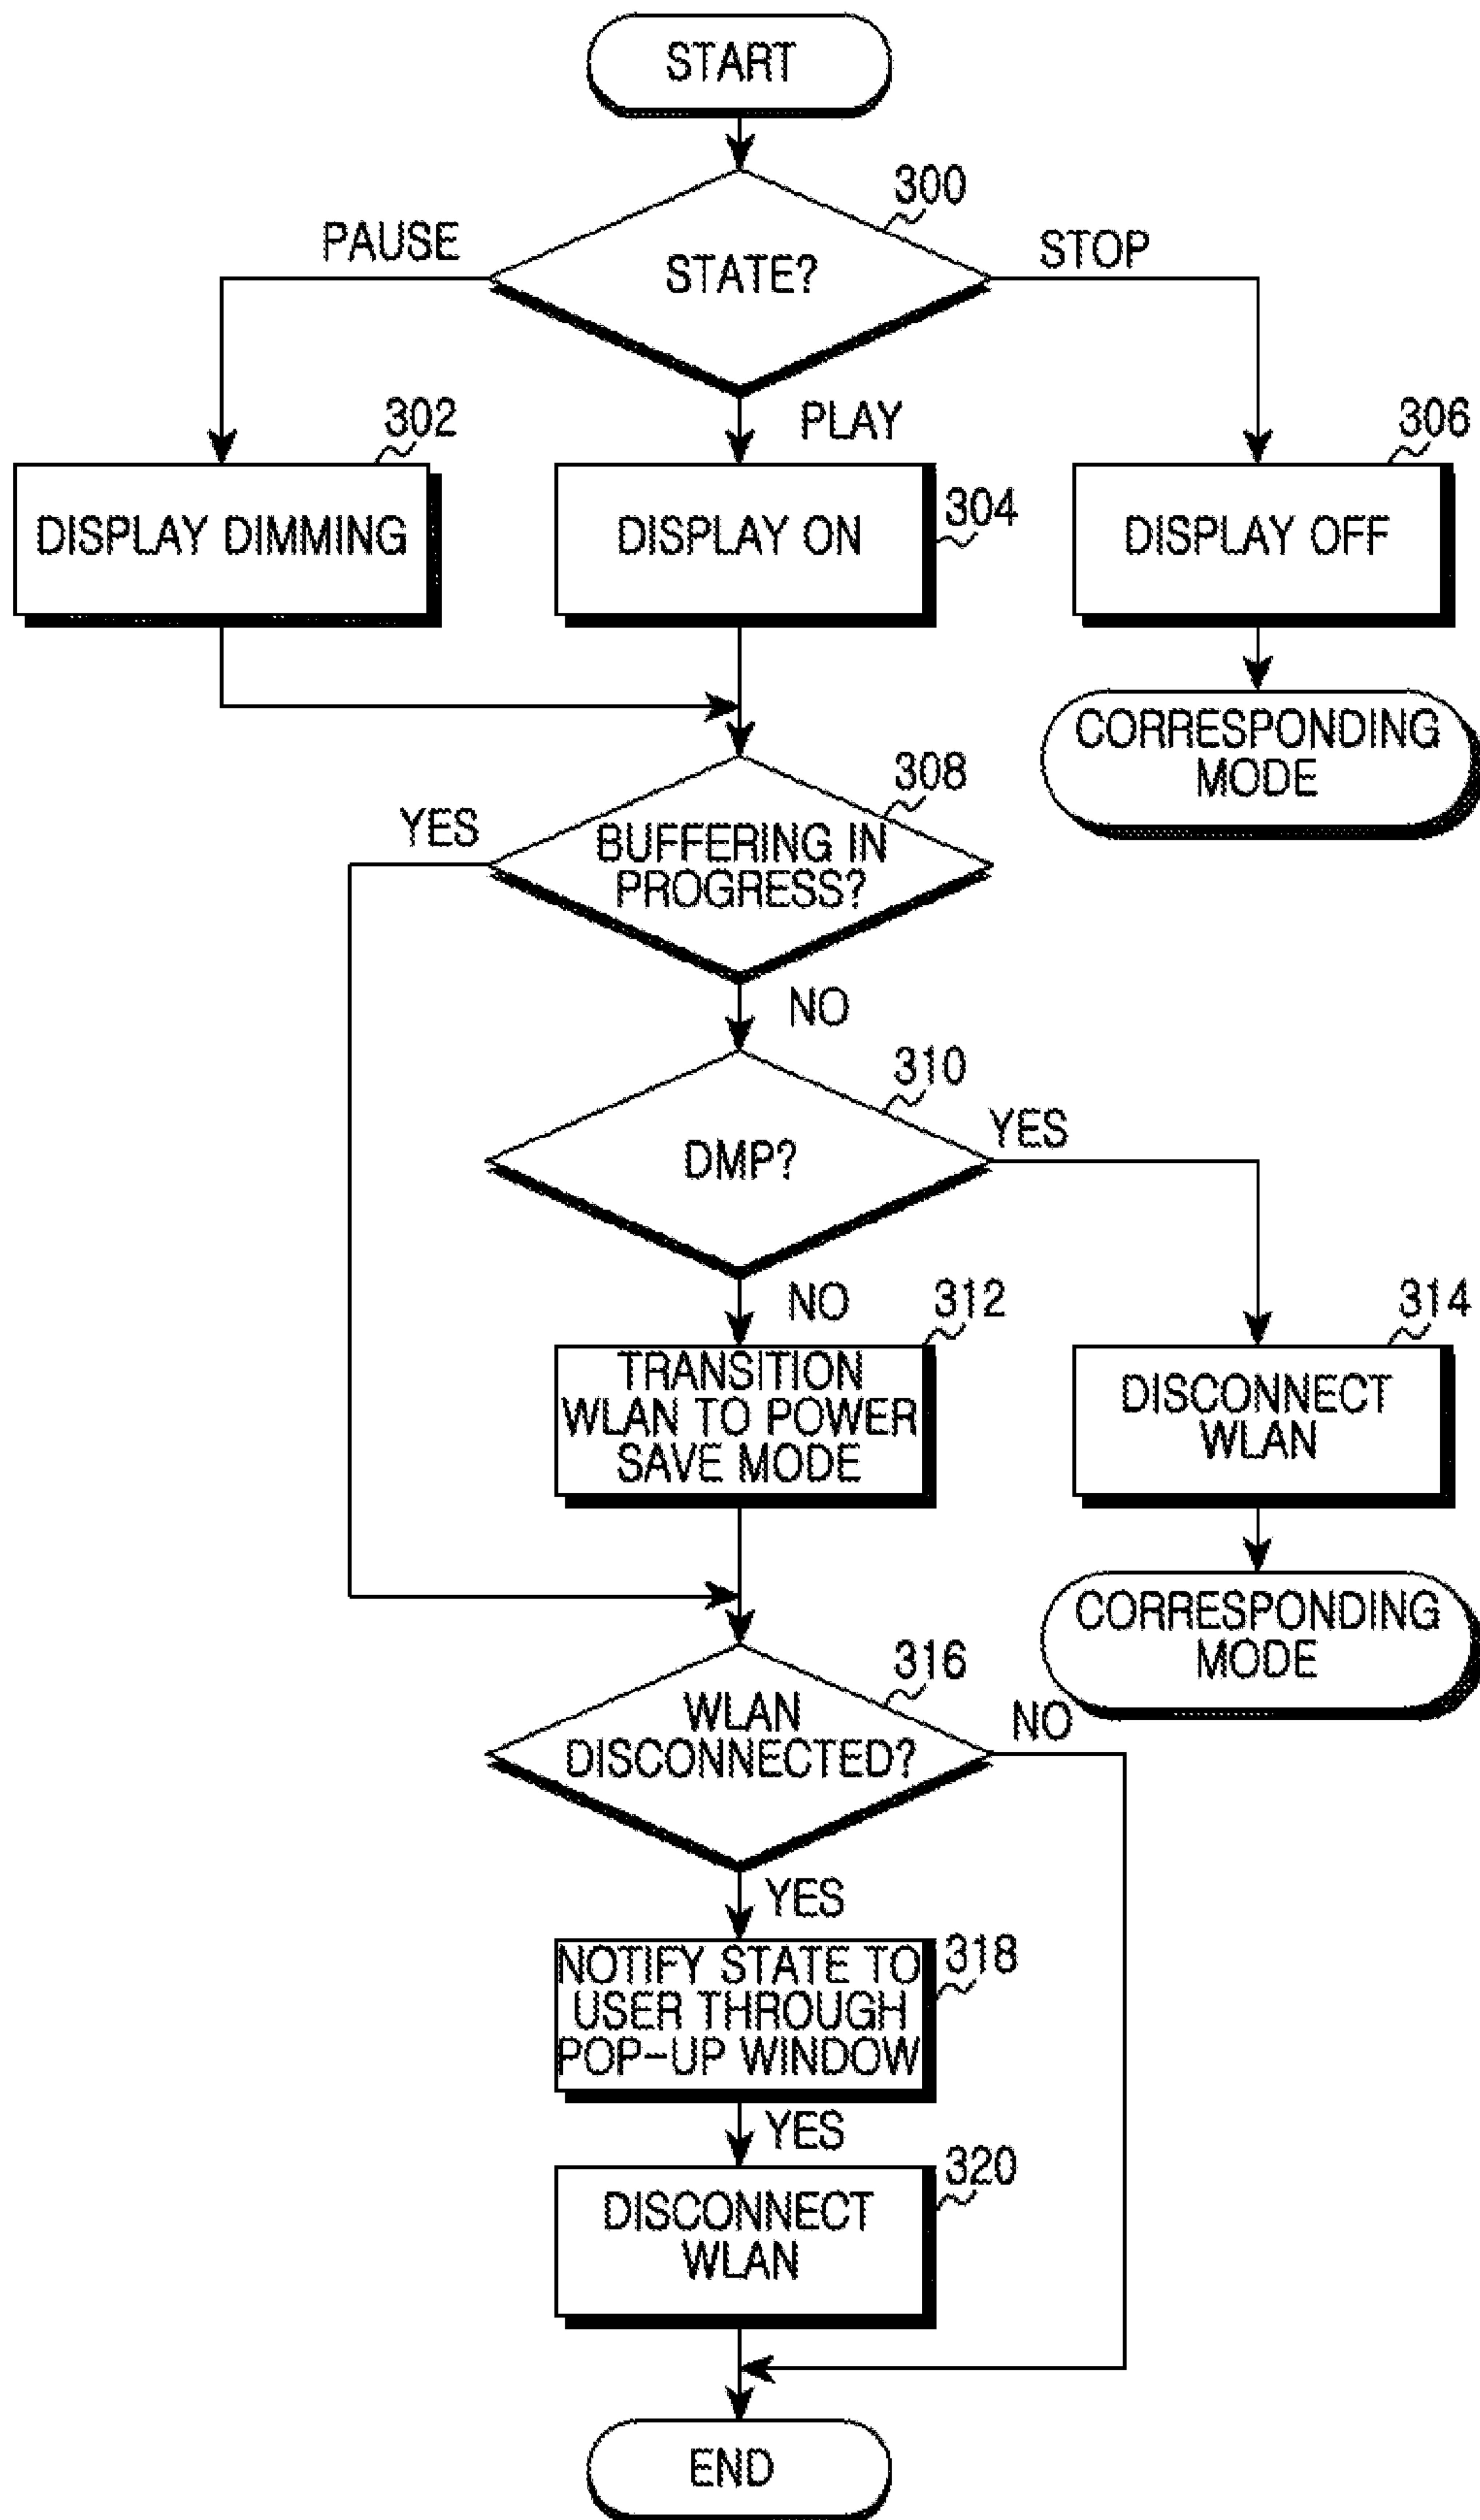 START
300
PAUSE
STATE?
STOP
302
PLAY
306
DISPLAY DIMMING
DISPLAY ON
304
DISPLAY OFF
CORRESPONDING
MODE
308
YES
BUFFERING IN
PROGRESS?
NO
310
YES
DMP?
NO
312
314
TRANSITION
WLAN TO POWER
SAVE MODE
DISCONNECT
WLAN
CORRESPONDING
MODE
316
WLAN
DISCONNECTED?
NO
YES
318
NOTIFY STATE TO
USER THROUGH
POP-UP WINDOW
YES
320
DISCONNECT
WLAN
END